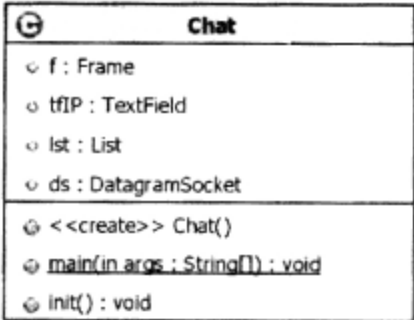 Chat
f : Frame
tfIP : TextField
lst : List
ds : DatagramSocket
<<create>> Chat()
main(in args : String[]) : void
init() : void